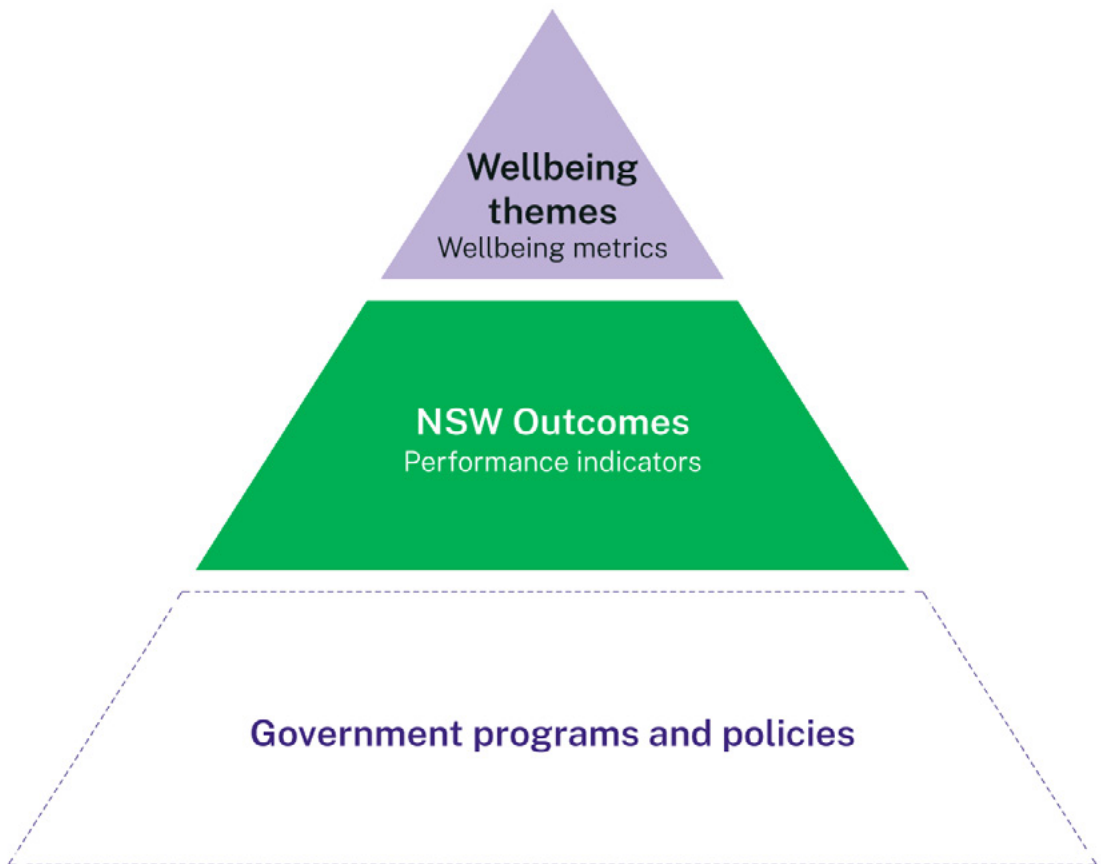 Wellbeing
themes
Wellbeing metrics
NSW Outcomes
Performance indicators
Government programs and policies